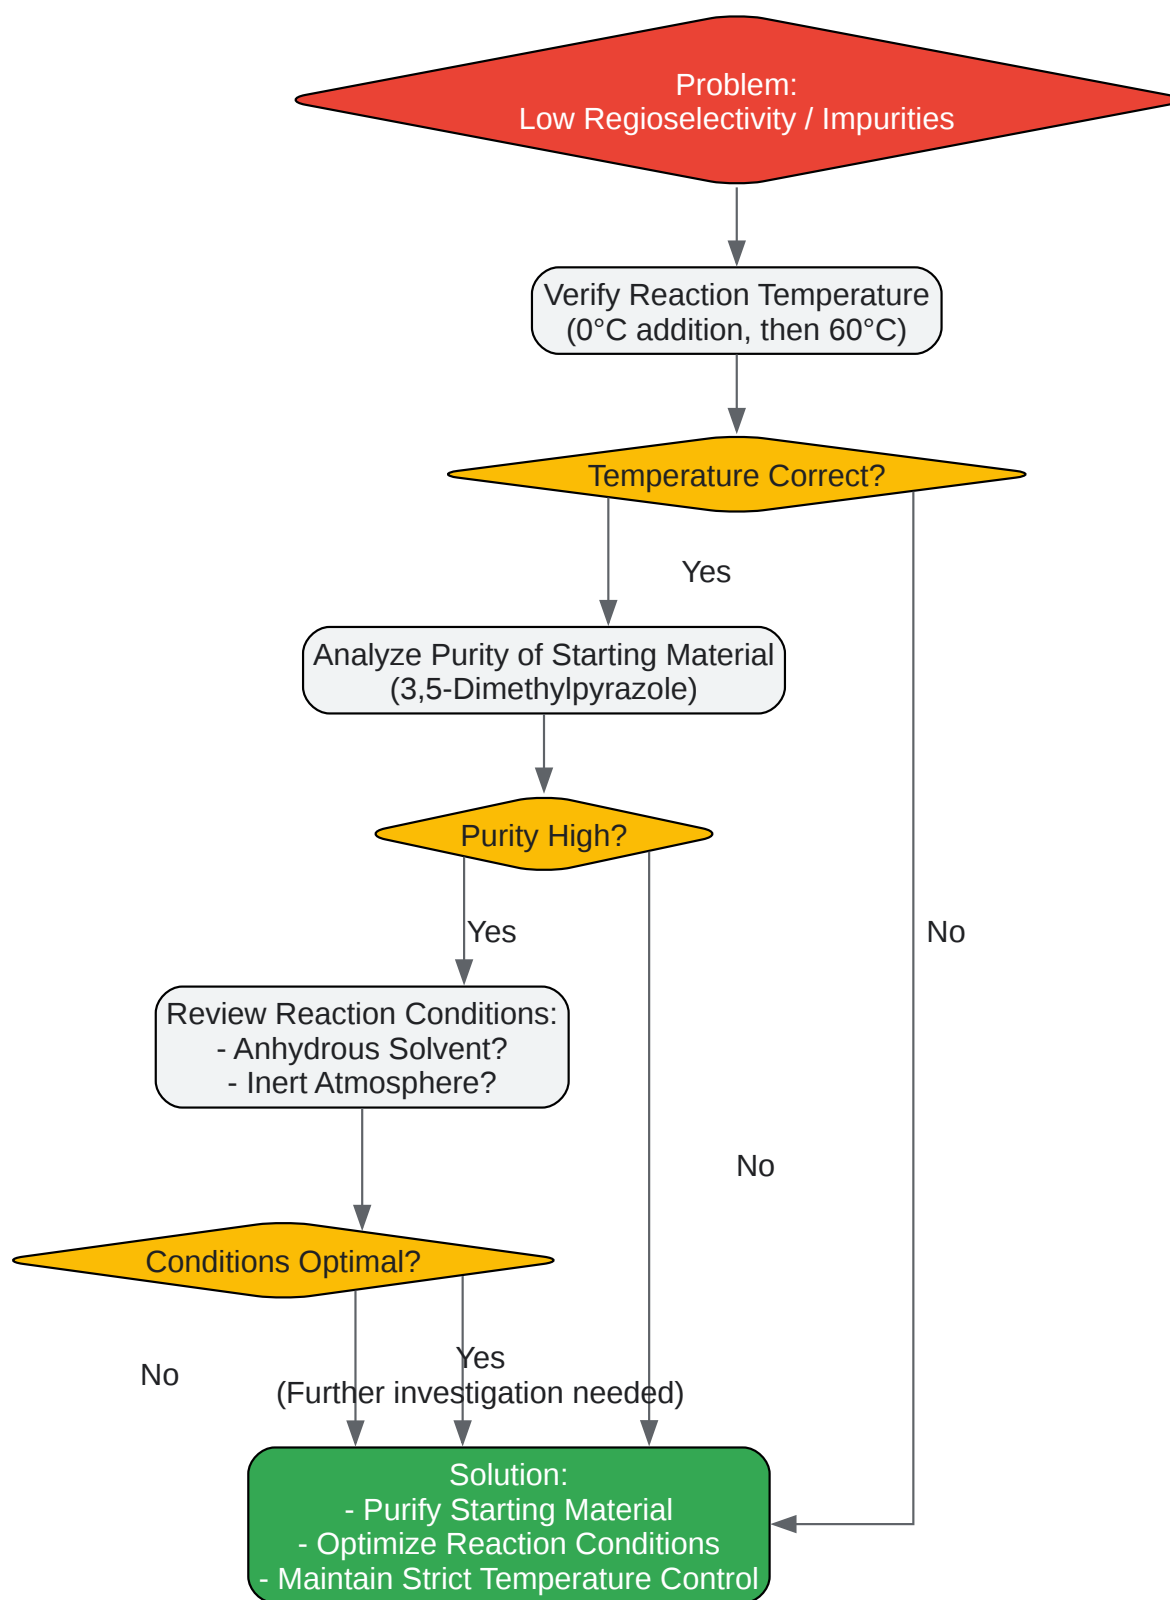 Problem:
Low Regioselectivity / Impurities
Verify Reaction Temperature
(0°C addition, then 60°C)
Temperature Correct?
Yes
Analyze Purity of Starting Material
(3,5-Dimethylpyrazole)
Purity High?
Yes
No
Review Reaction Conditions:
- Anhydrous Solvent?
- Inert Atmosphere?
No
Conditions Optimal?
No
Yes
(Further investigation needed)
Solution:
- Purify Starting Material
- Optimize Reaction Conditions
- Maintain Strict Temperature Control